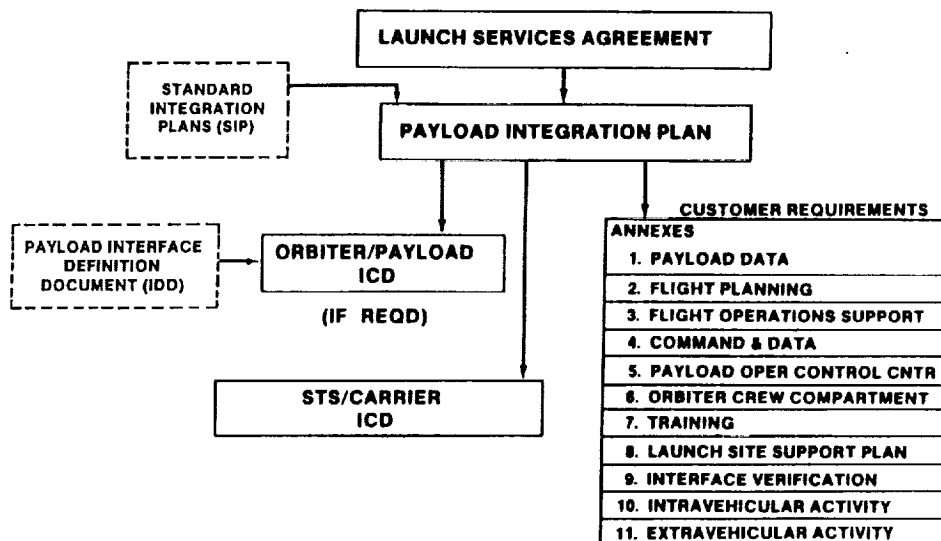 LAUNCH SERVICES AGREEMENT
STANDARD
INTEGRATION
PLANS (SIP)
PAYLOAD INTEGRATION PLAN
CUSTOMER REQUIREMENTS
ANNEXES
1. PAYLOAD DATA
2. FLIGHT PLANNING
3. FLIGHT OPERATIONS SUPPORT
4. COMMAND & DATA
5. PAYLOAD OPER CONTROL CNTR
6. ORBITER CREW COMPARTMENT
7. TRAINING
8. LAUNCH SITE SUPPORT PLAN
9. INTERFACE VERIFICATION
10. INTRAVEHICULAR ACTIVITY
11. EXTRAVEHICULAR ACTIVITY
PAYLOAD INTERFACE
DEFINITION
DOCUMENT (IDD)
ORBITER/PAYLOAD
ICD
(IF REQD)
STS/CARRIER
ICD